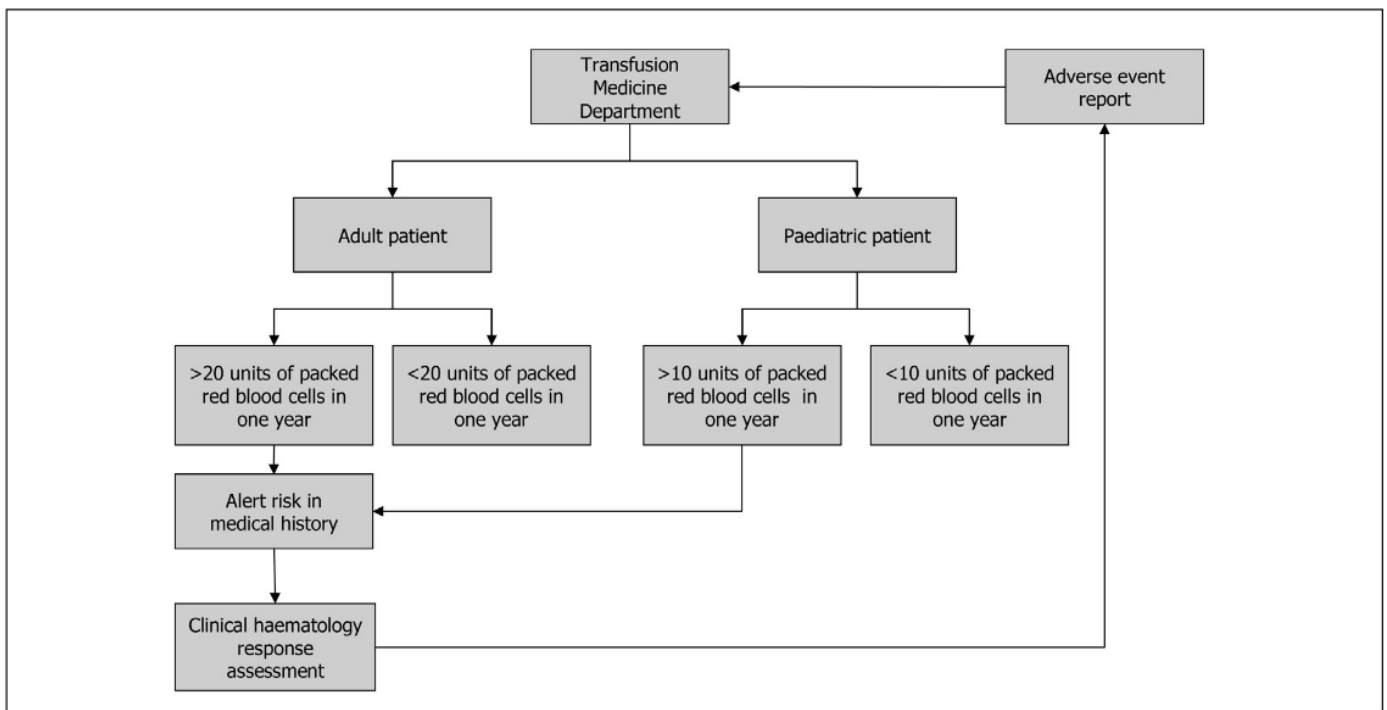 Transfusion
Medicine
Department
Adverse event
report
Adult patient
Paediatric patient
>20 units of packed
red blood cells in
one year
<20 units of packed
red blood cells in
one year
>10 units of packed
red blood cells in
one year
<10 units of packed
red blood cells in
one year
Alert risk in
medical history
Clinical haematology
response
assessment